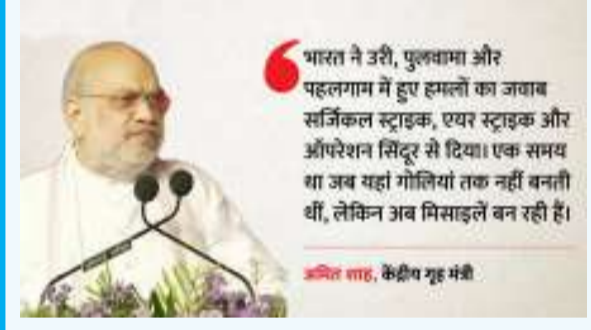 भारत ने उरी, पुलवामा और
पहलगाम में हुए हमलों का जवाब
सर्जिकल स्ट्राइक, एयर स्ट्राइक और
ऑपरेशन सिंदूर से दिया। एक समय
था जब यहां गोलियां तक नहीं बनती
थीं, लेकिन अब मिसाइलें बन रही हैं।
अमित शाह, केंद्रीय गृह मंत्री